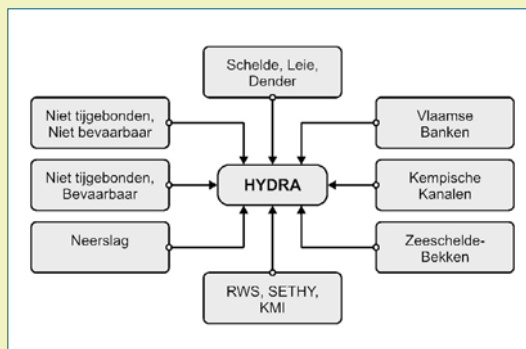 Schelde, Leie,
Dender
Niet tijgebonden,
Niet bevaarbaar
Vlaamse
Banken
Niet tijgebonden,
Bevaarbaar
HYDRA
Kempische
Kanalen
Neerslag
Zeeschelde-
Bekken
RWS, SETHY,
KMI